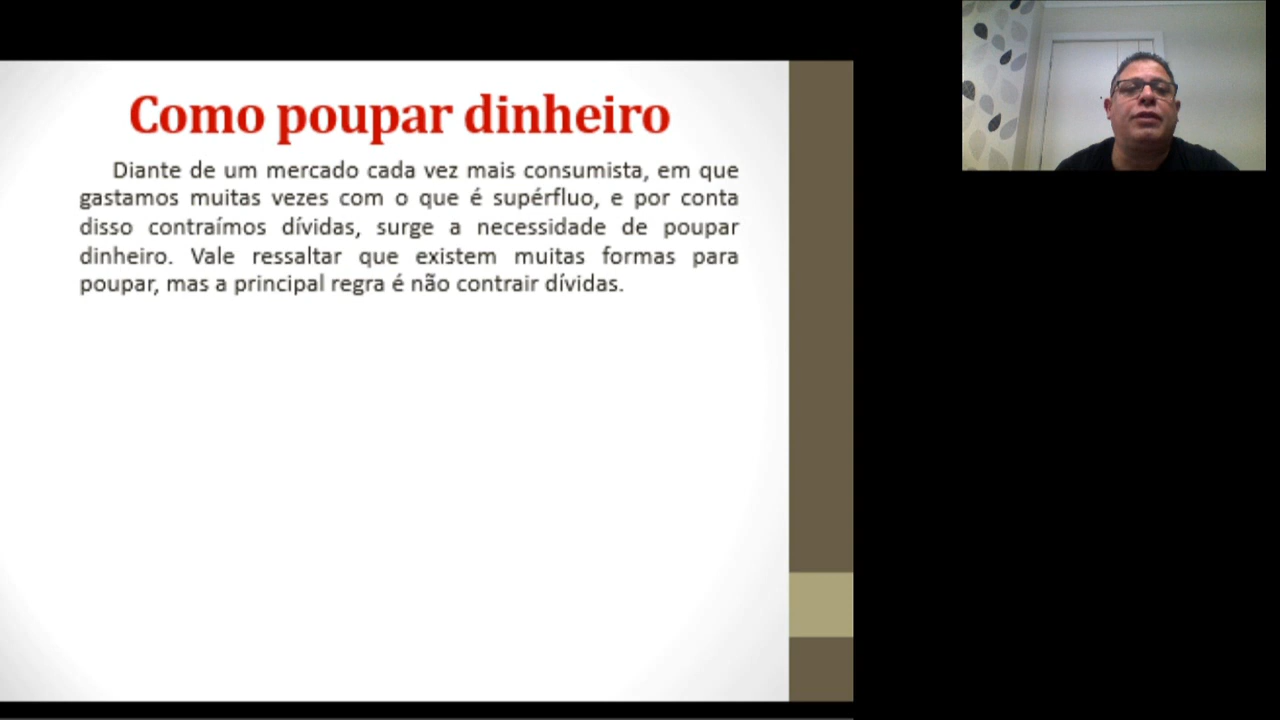 Como poupar dinheiro
Diante de um mercado cada vez mais consumista, em que
gastamos muitas vezes com o que é supérfluo, e por conta
disso contraímos dívidas, surge a necessidade de poupar
dinheiro. Vale ressaltar que existem muitas formas para
poupar, mas a principal regra é não contrair dívidas.